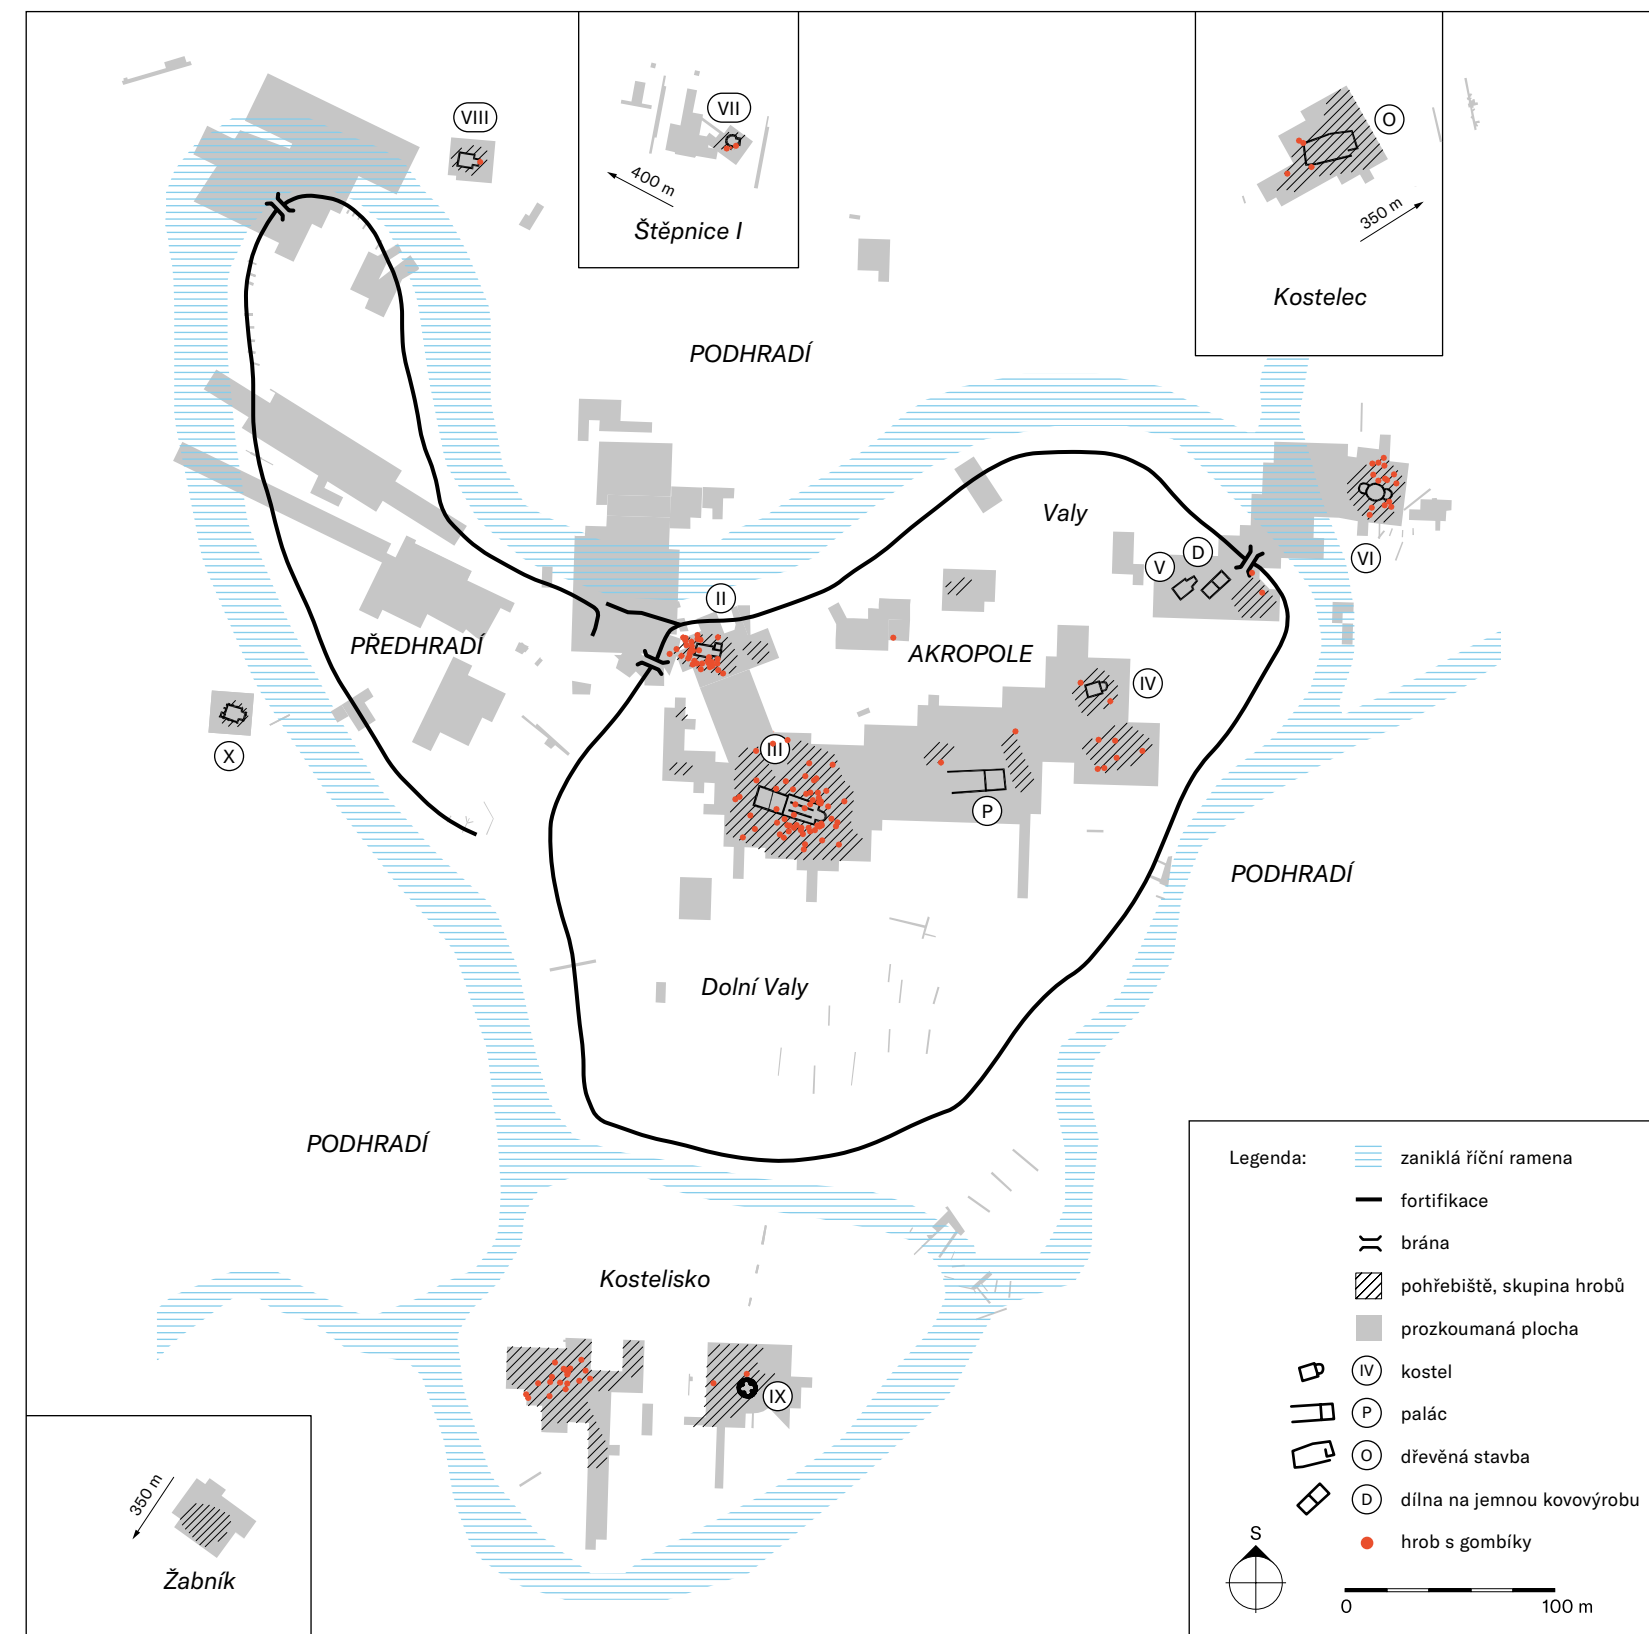 VIII
VII
400 m
Štěpnice I
O
350 m
Kostelec
PODHRADÍ
Valy
D
V
VI
II
PŘEDHRADÍ
AKROPOLE
IV
X
III
P
PODHRADÍ
Dolní Valy
PODHRADÍ
Kostelisko
IX
350 m
Žabník
Legenda:
zaniklá říční ramena
fortifikace
brána
pohřebiště, skupina hrobů
prozkoumaná plocha
IV kostel
P palác
O dřevěná stavba
D dílna na jemnou kovovýrobu
hrob s gombíky
S
0 100 m